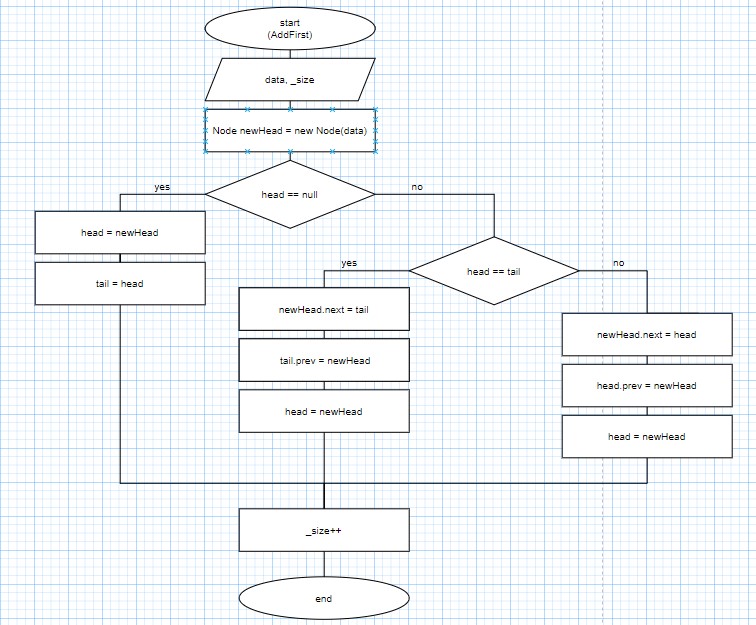 start
(AddFirst)
data, _size
Node newHead = new Node(data)
head == null
yes
no
head = newHead
tail = head
head == tail
yes
no
newHead.next = tail
tail.prev = newHead
head = newHead
newHead.next = head
head.prev = newHead
head = newHead
_size++
end